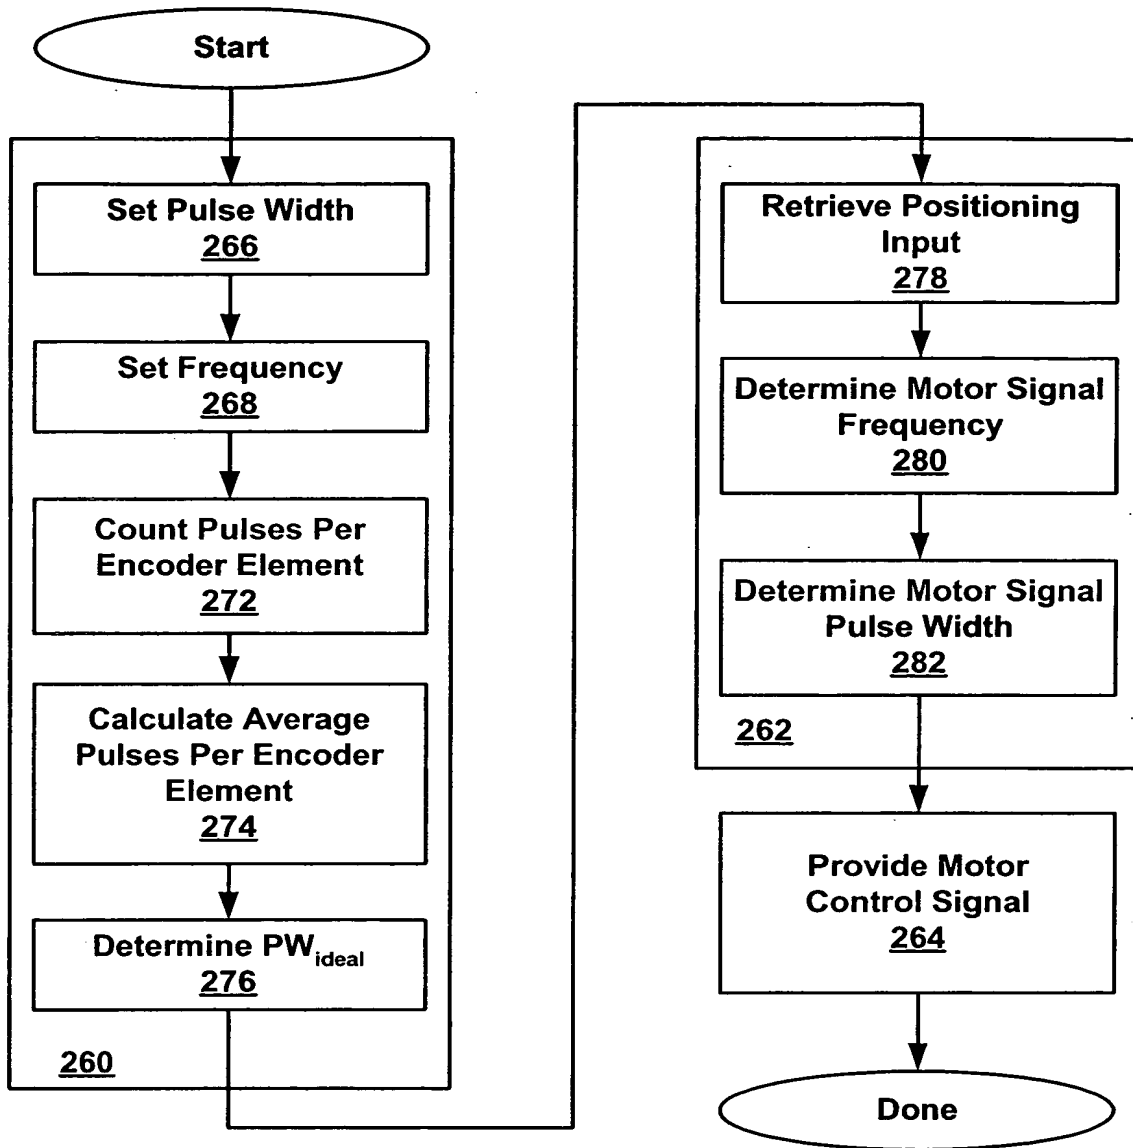 Start
Set Pulse Width
266
Set Frequency
268
Count Pulses Per
Encoder Element
272
Calculate Average
Pulses Per Encoder
Element
274
Determine PWideal
276
260
Retrieve Positioning
Input
278
Determine Motor Signal
Frequency
280
Determine Motor Signal
Pulse Width
282
262
Provide Motor
Control Signal
264
Done